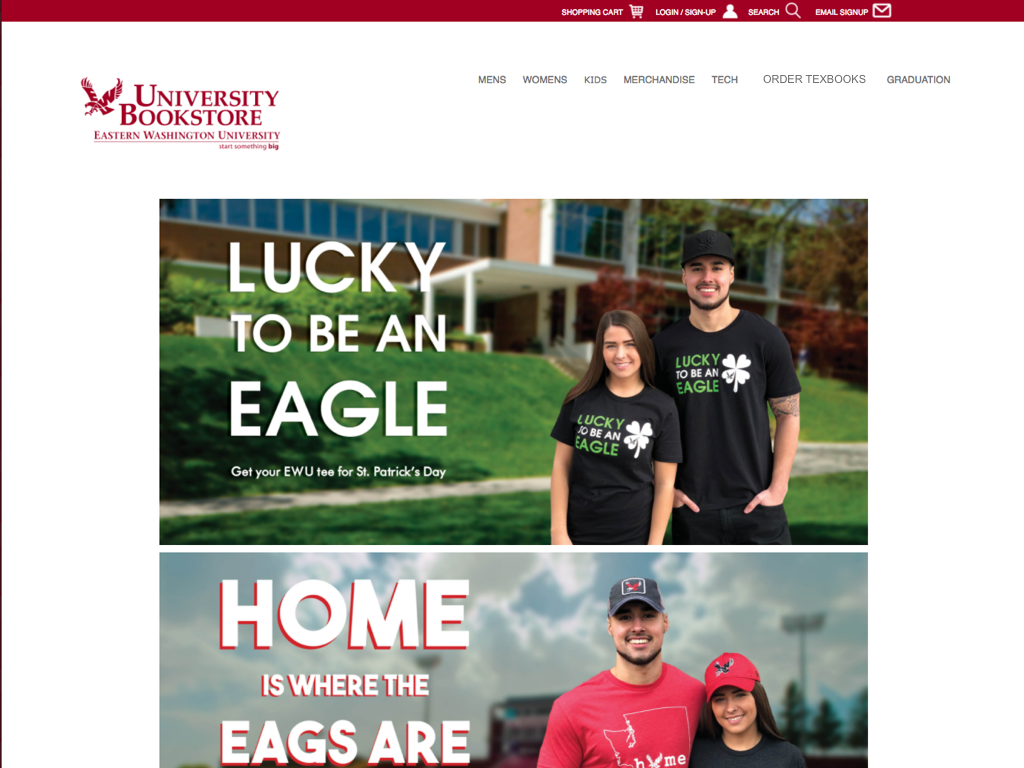 SHOPPING CART LOGIN / SIGN-UP SEARCH EMAIL SIGNUP
MENS WOMENS KIDS MERCHANDISE TECH ORDER TEXBOOKS GRADUATION
UNIVERSITY
BOOKSTORE
EASTERN WASHINGTON UNIVERSITY
start something big
LUCKY
TO BE AN
EAGLE
Get your EWU tee for St. Patrick's Day
LUCKY
TO BE AN
EAGLE
LUCKY
TO BE AN
EAGLE
HOME
IS WHERE THE
EAGS ARE
home